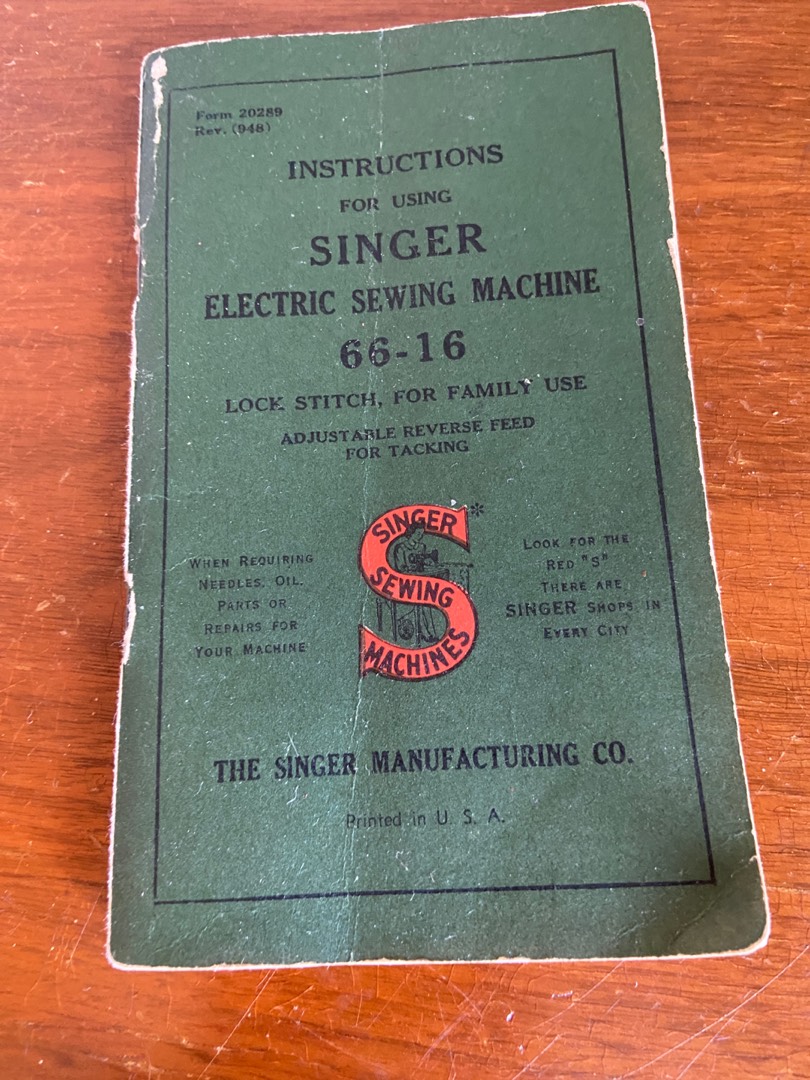 Form 20289
Rev. (948)
INSTRUCTIONS
FOR USING
SINGER
ELECTRIC SEWING MACHINE
66-16
LOCK STITCH, FOR FAMILY USE
ADJUSTABLE REVERSE FEED
FOR TACKING
WHEN REQUIRING
NEEDLES, OIL,
PARTS OR
REPAIRS FOR
YOUR MACHINE
SINGER
SEWING
MACHINES
*
LOOK FOR THE
RED "S"
THERE ARE
SINGER SHOPS IN
EVERY CITY
THE SINGER MANUFACTURING CO.
Printed in U. S. A.